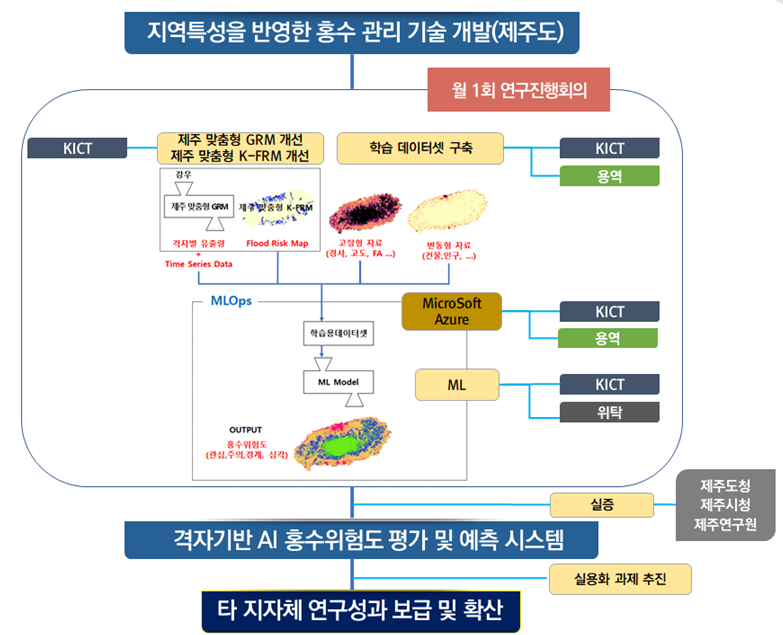 지역특성을 반영한 홍수 관리 기술 개발(제주도)
월 1회 연구진행회의
KICT
제주 맞춤형 GRM 개선
제주 맞춤형 K-FRM 개선
학습 데이터셋 구축
KICT
용역
강우
제주 맞춤형 GRM
제주 맞춤형 K-FRM
격자별 유출량
+
Time Series Data
Flood Risk Map
고정형 자료
(경사, 고도, FA ...)
변동형 자료
(건물,인구, ...)
MLOps
MicroSoft
Azure
KICT
용역
학습용데이터셋
ML Model
ML
KICT
위탁
OUTPUT
홍수위험도
(관심,주의,경계, 심각)
실증
제주도청
제주시청
제주연구원
격자기반 AI 홍수위험도 평가 및 예측 시스템
실용화 과제 추진
타 지자체 연구성과 보급 및 확산